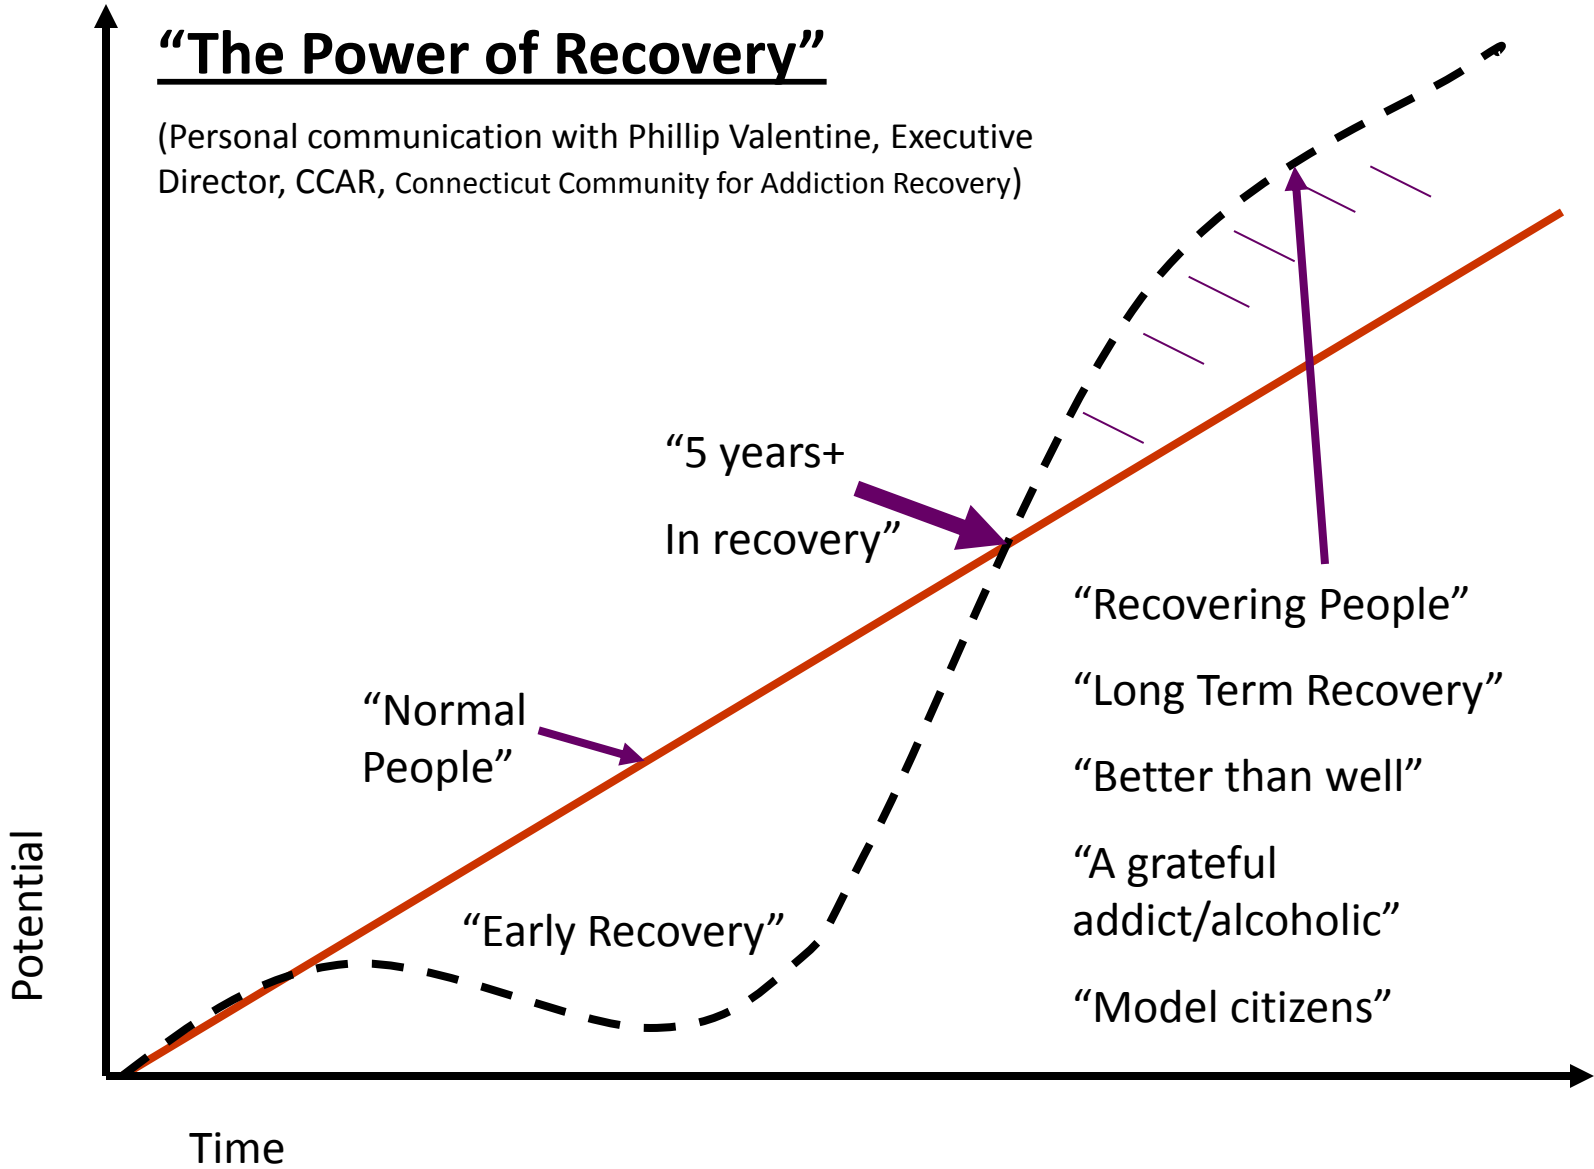 “The Power of Recovery”
(Personal communication with Phillip Valentine, Executive
Director, CCAR, Connecticut Community for Addiction Recovery)
“5 years+
In recovery”
“Normal
People”
“Early Recovery”
“Recovering People”
“Long Term Recovery”
“Better than well”
“A grateful
addict/alcoholic”
“Model citizens”
Potential
Time